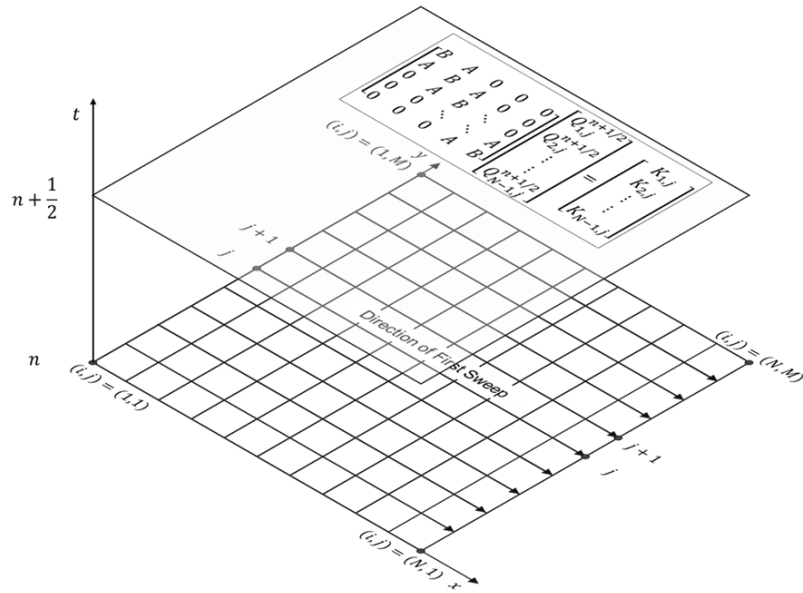 t
n + 1/2
n
B A 0 0 0
A B A 0 0
0 A B ⋱ 0
0 0 ⋱ ⋱ A
0 0 0 A B
Q_{1,j}^{n+1/2}
Q_{2,j}^{n+1/2}
⋮
Q_{N-1,j}^{n+1/2}
=
K_{1,j}
K_{2,j}
⋮
K_{N-1,j}
(i,j) = (1,M)
y
j + 1
j
Direction of First Sweep
(i,j) = (N,M)
(i,j) = (1,1)
j + 1
j
(i,j) = (N,1)
x